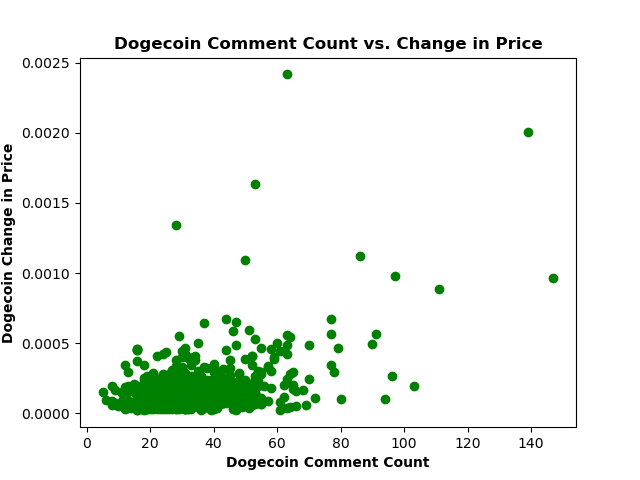 Dogecoin Comment Count vs. Change in Price
0.0025
0.0020
0.0015
0.0010
0.0005
0.0000
Dogecoin Change in Price
0 20 40 60 80 100 120 140
Dogecoin Comment Count